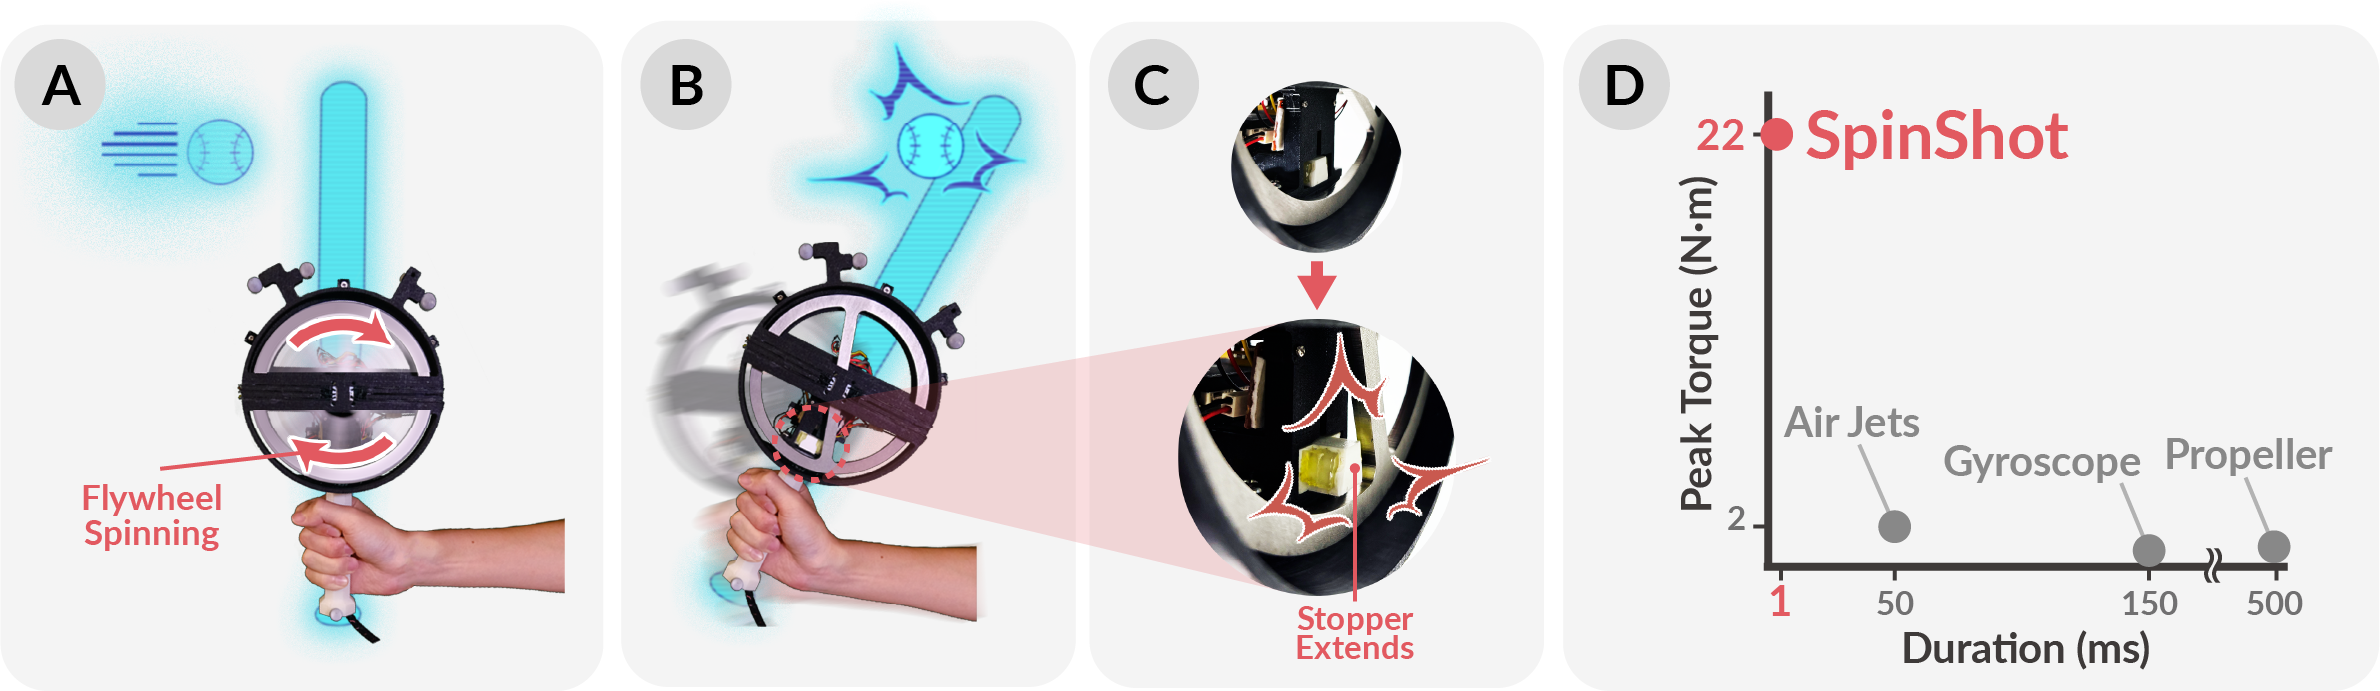 A
Flywheel
Spinning
B
C
Stopper
Extends
D
Peak Torque (N·m)
22
SpinShot
2
Air Jets
Gyroscope
Propeller
1
50
150
500
Duration (ms)